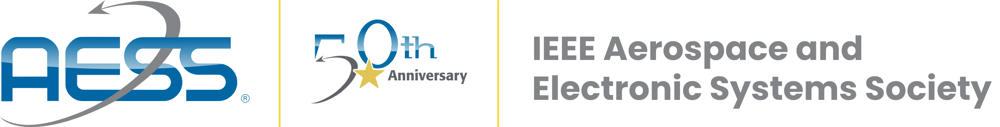 aess®
50th
Anniversary
IEEE Aerospace and
Electronic Systems Society